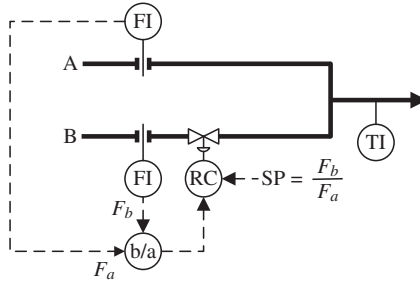 FI
A
B
TI
FI
RC
SP = F_b / F_a
F_b
b/a
F_a